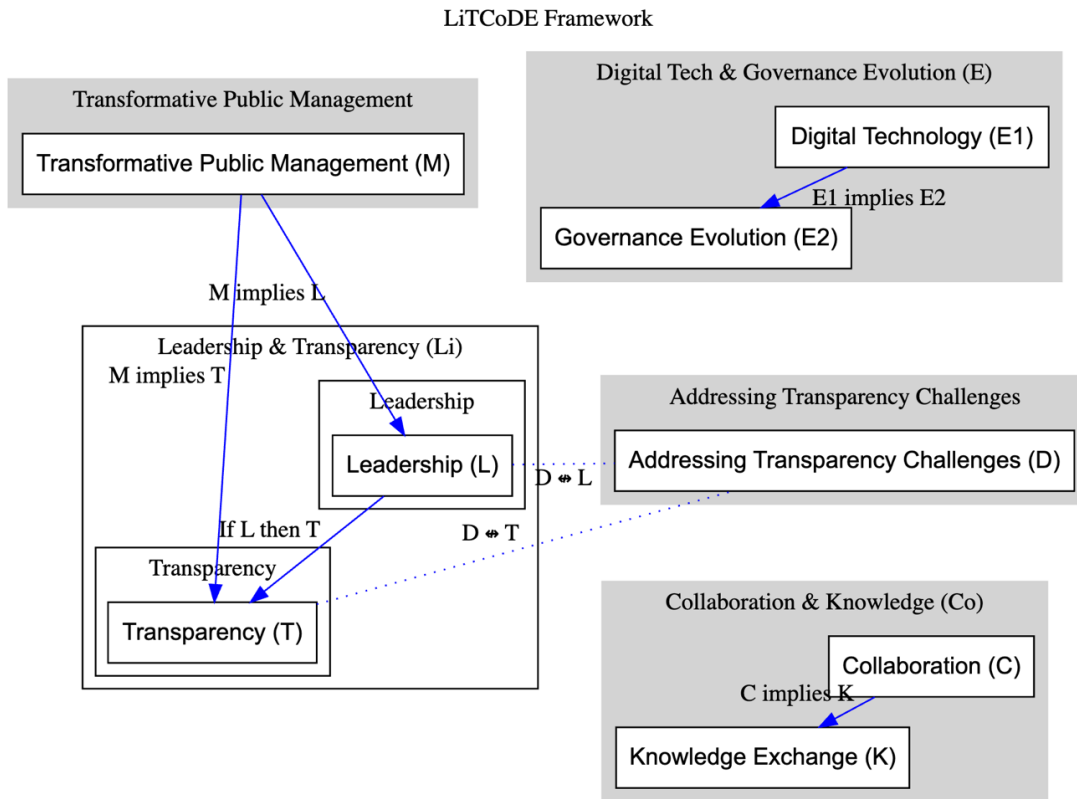 LiTCoDE Framework
Transformative Public Management
Transformative Public Management (M)
Digital Tech & Governance Evolution (E)
Digital Technology (E1)
E1 implies E2
Governance Evolution (E2)
M implies L
M implies T
Leadership & Transparency (Li)
Leadership
Leadership (L)
If L then T
Transparency
Transparency (T)
D ⇎ L
D ⇎ T
Addressing Transparency Challenges
Addressing Transparency Challenges (D)
Collaboration & Knowledge (Co)
Collaboration (C)
C implies K
Knowledge Exchange (K)